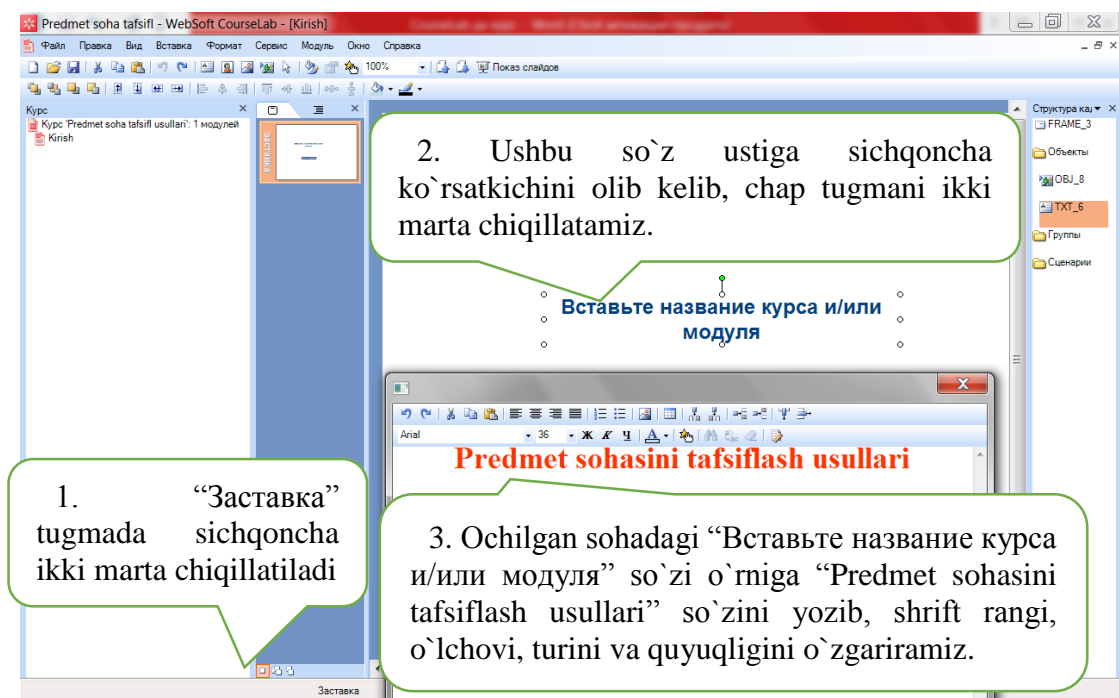 Predmet soha tafsifl - WebSoft CourseLab - [Kirish]
Файл Правка Вид Вставка Формат Сервис Модуль Окно Справка
100% Показ слайдов
Курс
Курс 'Predmet soha tafsifl usullari': 1 модулей
Kirish
Заставка
2. Ushbu so`z ustiga sichqoncha
ko`rsatkichini olib kelib, chap tugmani ikki
marta chiqillatamiz.
Структура ка
FRAME_3
Объекты
OBJ_8
TXT_6
Группы
Сценарии
Вставьте название курса и/или
модуля
Arial 36 Ж К Ч
Predmet sohasini tafsiflash usullari
1. “Заставка”
tugmada sichqoncha
ikki marta chiqillatiladi
3. Ochilgan sohadagi “Вставьте название курса
и/или модуля” so`zi o`rniga “Predmet sohasini
tafsiflash usullari” so`zini yozib, shrift rangi,
o`lchovi, turini va quyuqligini o`zgariramiz.
Заставка